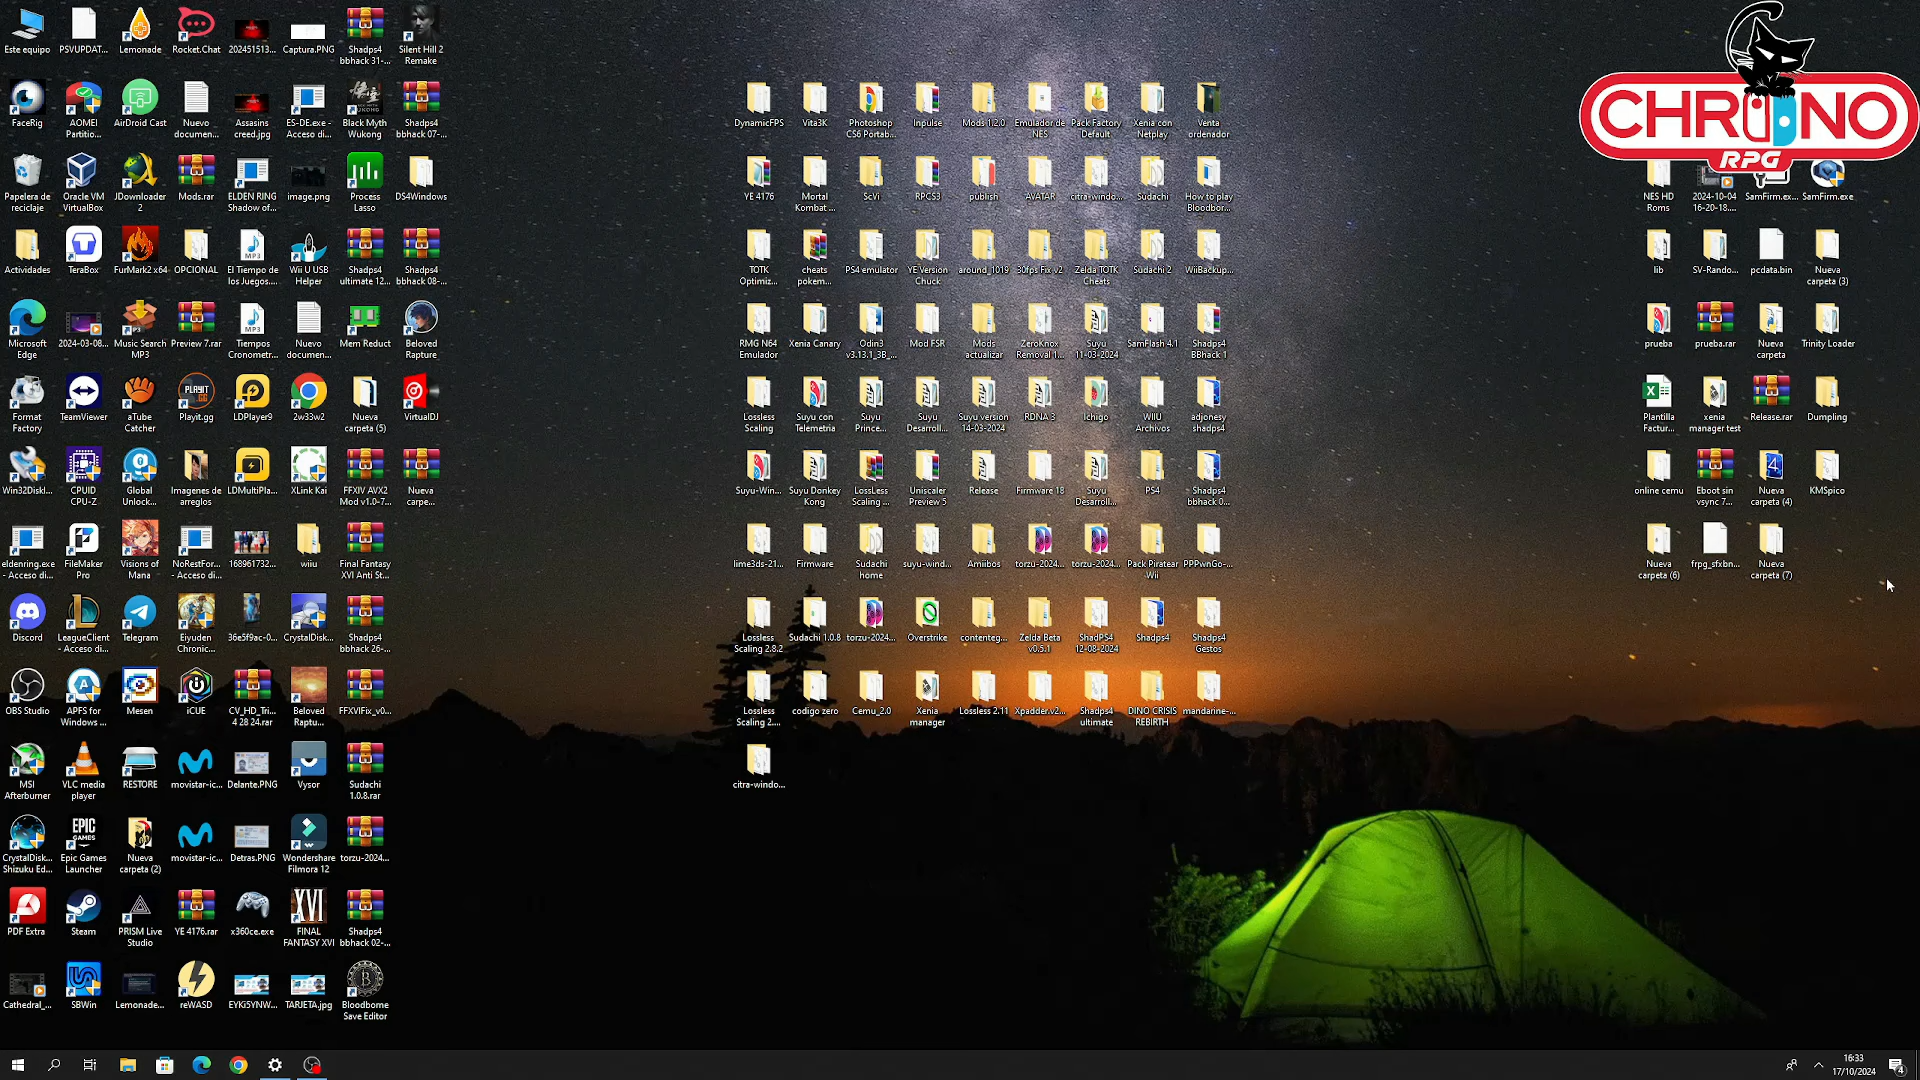 Este equipo
PSVUPDAT...
Lemonade
Rocket.Chat
202451513...
Captura.PNG
Shadps4
bbhack 31-...
Silent Hill 2
Remake
FaceRig
AOMEI
Partitio...
AirDroid Cast
Nuevo
documen...
Assasins
creed.jpg
ES-DE.exe -
Acceso di...
Black Myth
Wukong
Shadps4
bbhack 07-...
Papelera de
reciclaje
Oracle VM
VirtualBox
JDownloader
2
Mods.rar
ELDEN RING
Shadow of...
image.png
Process
Lasso
DS4Windows
Actividades
TeraBox
FurMark2 x64
OPCIONAL
El Tiempo de
los Juegos....
Wii U USB
Helper
Shadps4
ultimate 12...
Shadps4
bbhack 08-...
Microsoft
Edge
2024-03-08...
Music Search
MP3
Preview 7.rar
Tiempos
Cronometr...
Nuevo
documen...
Mem Reduct
Beloved
Rapture
Format
Factory
TeamViewer
aTube
Catcher
Playit.gg
LDPlayer9
2w33w2
Nueva
carpeta (5)
VirtualDJ
Win32DiskI...
CPUID
CPU-Z
Global
Unlock...
Imagenes de
arreglos
LDMultiPla...
XLink Kai
FFXIV AVX2
Mod v1.0-7...
Nueva
carpe...
eldenring.exe
- Acceso di...
FileMaker
Pro
Visions of
Mana
NoRestFor...
- Acceso di...
168961732...
wiiu
Final Fantasy
XVI Anti St...
Discord
LeagueClient
- Acceso di...
Telegram
Eiyuden
Chronic...
36e5f9ac-0...
CrystalDisk...
Shadps4
bbhack 26-...
OBS Studio
APFS for
Windows ...
Mesen
iCUE
CV_HD_Tri...
4 28 24.rar
Beloved
Raptu...
FFXVIFix_v0...
MSI
Afterburner
VLC media
player
RESTORE
movistar-ic...
Delante.PNG
Vysor
Sudachi
1.0.8.rar
CrystalDisk...
Shizuku Ed...
Epic Games
Launcher
Nueva
carpeta (2)
movistar-ic...
Detras.PNG
Wondershare
Filmora 12
torzu-2024...
PDF Extra
Steam
PRISM Live
Studio
YE 4176.rar
x360ce.exe
FINAL
FANTASY XVI
Shadps4
bbhack 02-...
Cathedral_...
SBWin
Lemonade...
reWASD
EYKi5YNW...
TARJETA.jpg
Bloodborne
Save Editor
DynamicFPS
Vita3K
Photoshop
CS6 Portab...
Inpulse
Mods 1.2.0
Emulador de
NES
Pack Factory
Default
Xenia con
Netplay
Venta
ordenador
YE 4176
Mortal
Kombat ...
ScVi
RPCS3
publish
AVATAR
citra-windo...
Sudachi
How to play
Bloodbor...
TOTK
Optimiz...
cheats
pokem...
PS4 emulator
YE Version
Chuck
around_1019
30fps Fix v2
Zelda TOTK
Cheats
Sudachi 2
WiiBackup...
RMG N64
Emulador
Xenia Canary
Odin3
v3.13.1_3B_...
Mod FSR
Mods
actualizar
ZeroKnox
Removal 1...
Suyu
11-03-2024
SamFlash 4.1
Shadps4
BBhack 1
Lossless
Scaling
Suyu con
Telemetria
Suyu
Prince...
Suyu
Desarroll...
Suyu version
14-03-2024
RDNA 3
Ichigo
WIIU
Archivos
adjonesy
shadps4
Suyu-Win...
Suyu Donkey
Kong
LossLess
Scaling ...
Uniscaler
Preview 5
Release
Firmware 18
Suyu
Desarroll...
PS4
Shadps4
bbhack 0...
lime3ds-21...
Firmware
Sudachi
home
suyu-wind...
Amiibos
torzu-2024...
torzu-2024...
Pack Piratear
Wii
PPPwnGo-...
Lossless
Scaling 2.8.2
Sudachi 1.0.8
torzu-2024...
Overstrike
contenteg...
Zelda Beta
v0.5.1
ShadPS4
12-08-2024
Shadps4
Shadps4
Gestos
Lossless
Scaling 2....
codigo zero
Cemu_2.0
Xenia
manager
Lossless 2.11
Xpadder.v2...
Shadps4
ultimate
DINO CRISIS
REBIRTH
mandarine-...
citra-windo...
CHRONO
RPG
NES HD
Roms
2024-10-04
16-20-18....
SamFirm.ex...
SamFirm.exe
lib
SV-Rando...
pcdata.bin
Nueva
carpeta (3)
prueba
prueba.rar
Nueva
carpeta
Trinity Loader
Plantilla
Factur...
xenia
manager test
Release.rar
Dumpling
online cemu
Eboot sin
vsync 7...
Nueva
carpeta (4)
KMSpico
Nueva
carpeta (6)
frpg_sfxbn...
Nueva
carpeta (7)
16:33
17/10/2024
4